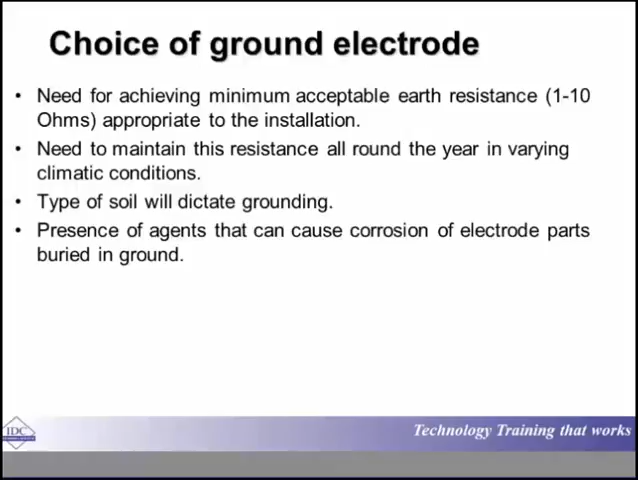 Choice of ground electrode
• Need for achieving minimum acceptable earth resistance (1-10
Ohms) appropriate to the installation.
• Need to maintain this resistance all round the year in varying
climatic conditions.
• Type of soil will dictate grounding.
• Presence of agents that can cause corrosion of electrode parts
buried in ground.
IDC
Technology Training that works